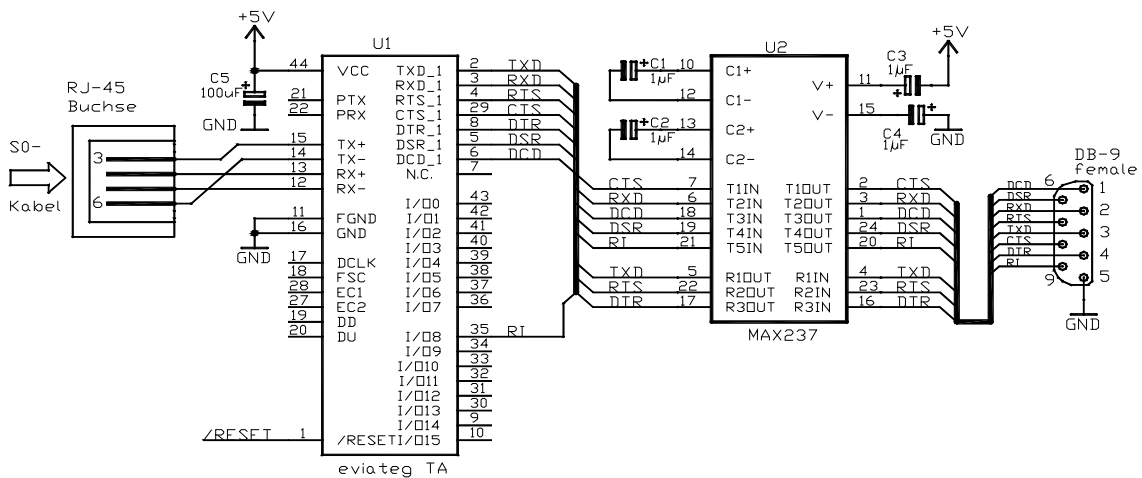 +5V
C5
100uF
+
GND
RJ-45
Buchse
S0-
Kabel
3
6
U1
44 VCC TXD_1 2 TXD
RXD_1 3 RXD
21 PTX RTS_1 4 RTS
22 PRX CTS_1 29 CTS
DTR_1 8 DTR
15 TX+ DSR_1 5 DSR
14 TX- DCD_1 6 DCD
13 RX+ N.C. 7
12 RX-
I/O0 43
11 FGND I/O1 42
16 GND I/O2 41
GND
I/O3 40
17 DCLK I/O4 39
18 FSC I/O5 38
28 EC1 I/O6 37
27 EC2 I/O7 36
19 DD
20 DU I/O8 35 RI
I/O9 34
I/O10 33
I/O11 32
I/O12 31
I/O13 30
I/O14 9
/RESET 1 /RESET I/O15 10
eviateg TA
U2
C1 + 1µF
10 C1+
12 C1-
C2 + 1µF
13 C2+
14 C2-
V+ 11
V- 15
C3
1µF
+
+5V
+
C4
1µF
GND
CTS 7 T1IN T1OUT 2 CTS
RXD 6 T2IN T2OUT 3 RXD
DCD 18 T3IN T3OUT 1 DCD
DSR 19 T4IN T4OUT 24 DSR
RI 21 T5IN T5OUT 20 RI
TXD 5 R1OUT R1IN 4 TXD
RTS 22 R2OUT R2IN 23 RTS
DTR 17 R3OUT R3IN 16 DTR
MAX237
DB-9
female
DCD 6 1
DSR
RXD 2
RTS
TXD 3
CTS
DTR 4
RI
9 5
GND